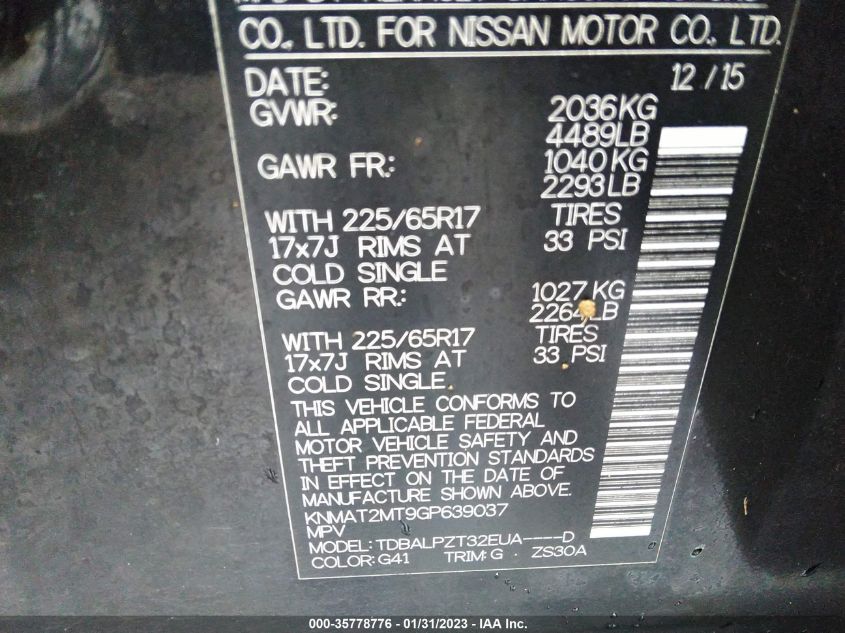 CO., LTD. FOR NISSAN MOTOR CO., LTD.
DATE: 12 / 15
GVWR: 2036KG
4489LB
GAWR FR.: 1040KG
2293LB
WITH 225/65R17 TIRES
17x7J RIMS AT 33 PSI
COLD SINGLE
GAWR RR.: 1027KG
2264LB
WITH 225/65R17 TIRES
17x7J RIMS AT 33 PSI
COLD SINGLE
THIS VEHICLE CONFORMS TO
ALL APPLICABLE FEDERAL
MOTOR VEHICLE SAFETY AND
THEFT PREVENTION STANDARDS
IN EFFECT ON THE DATE OF
MANUFACTURE SHOWN ABOVE.
KNMAT2MT9GP639037
MPV
MODEL: TDBALPZT32EUA----D
COLOR: G41 TRIM: G ZS30A
000-35778776 - 01/31/2023 - IAA Inc.